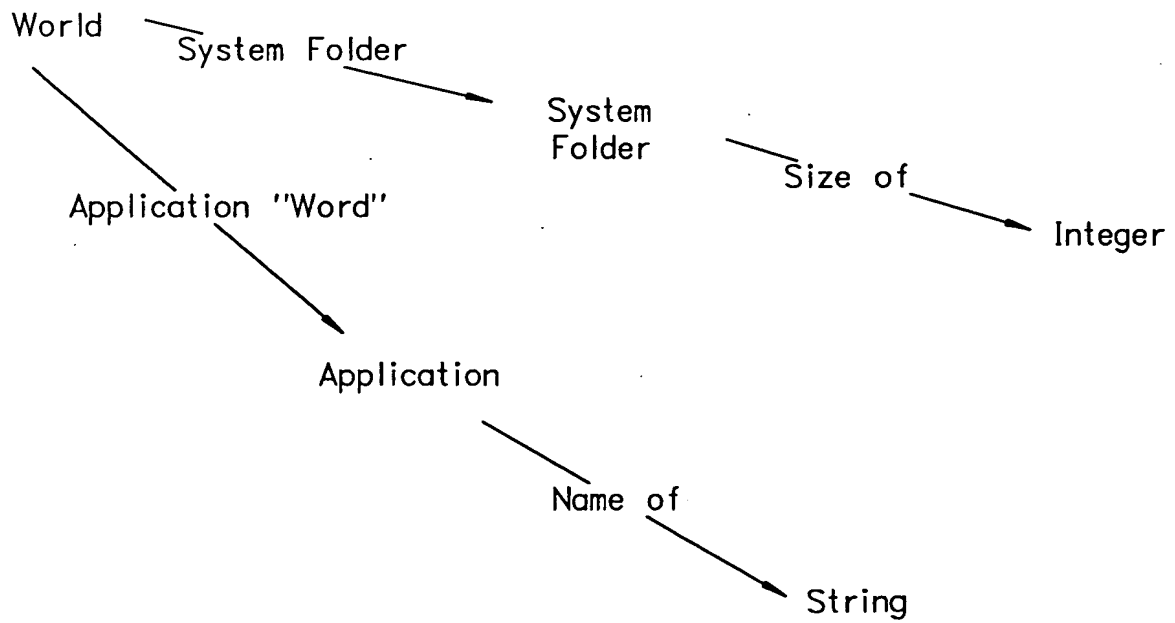 World
System Folder
System
Folder
Size of
Application "Word"
Integer
Application
Name of
String